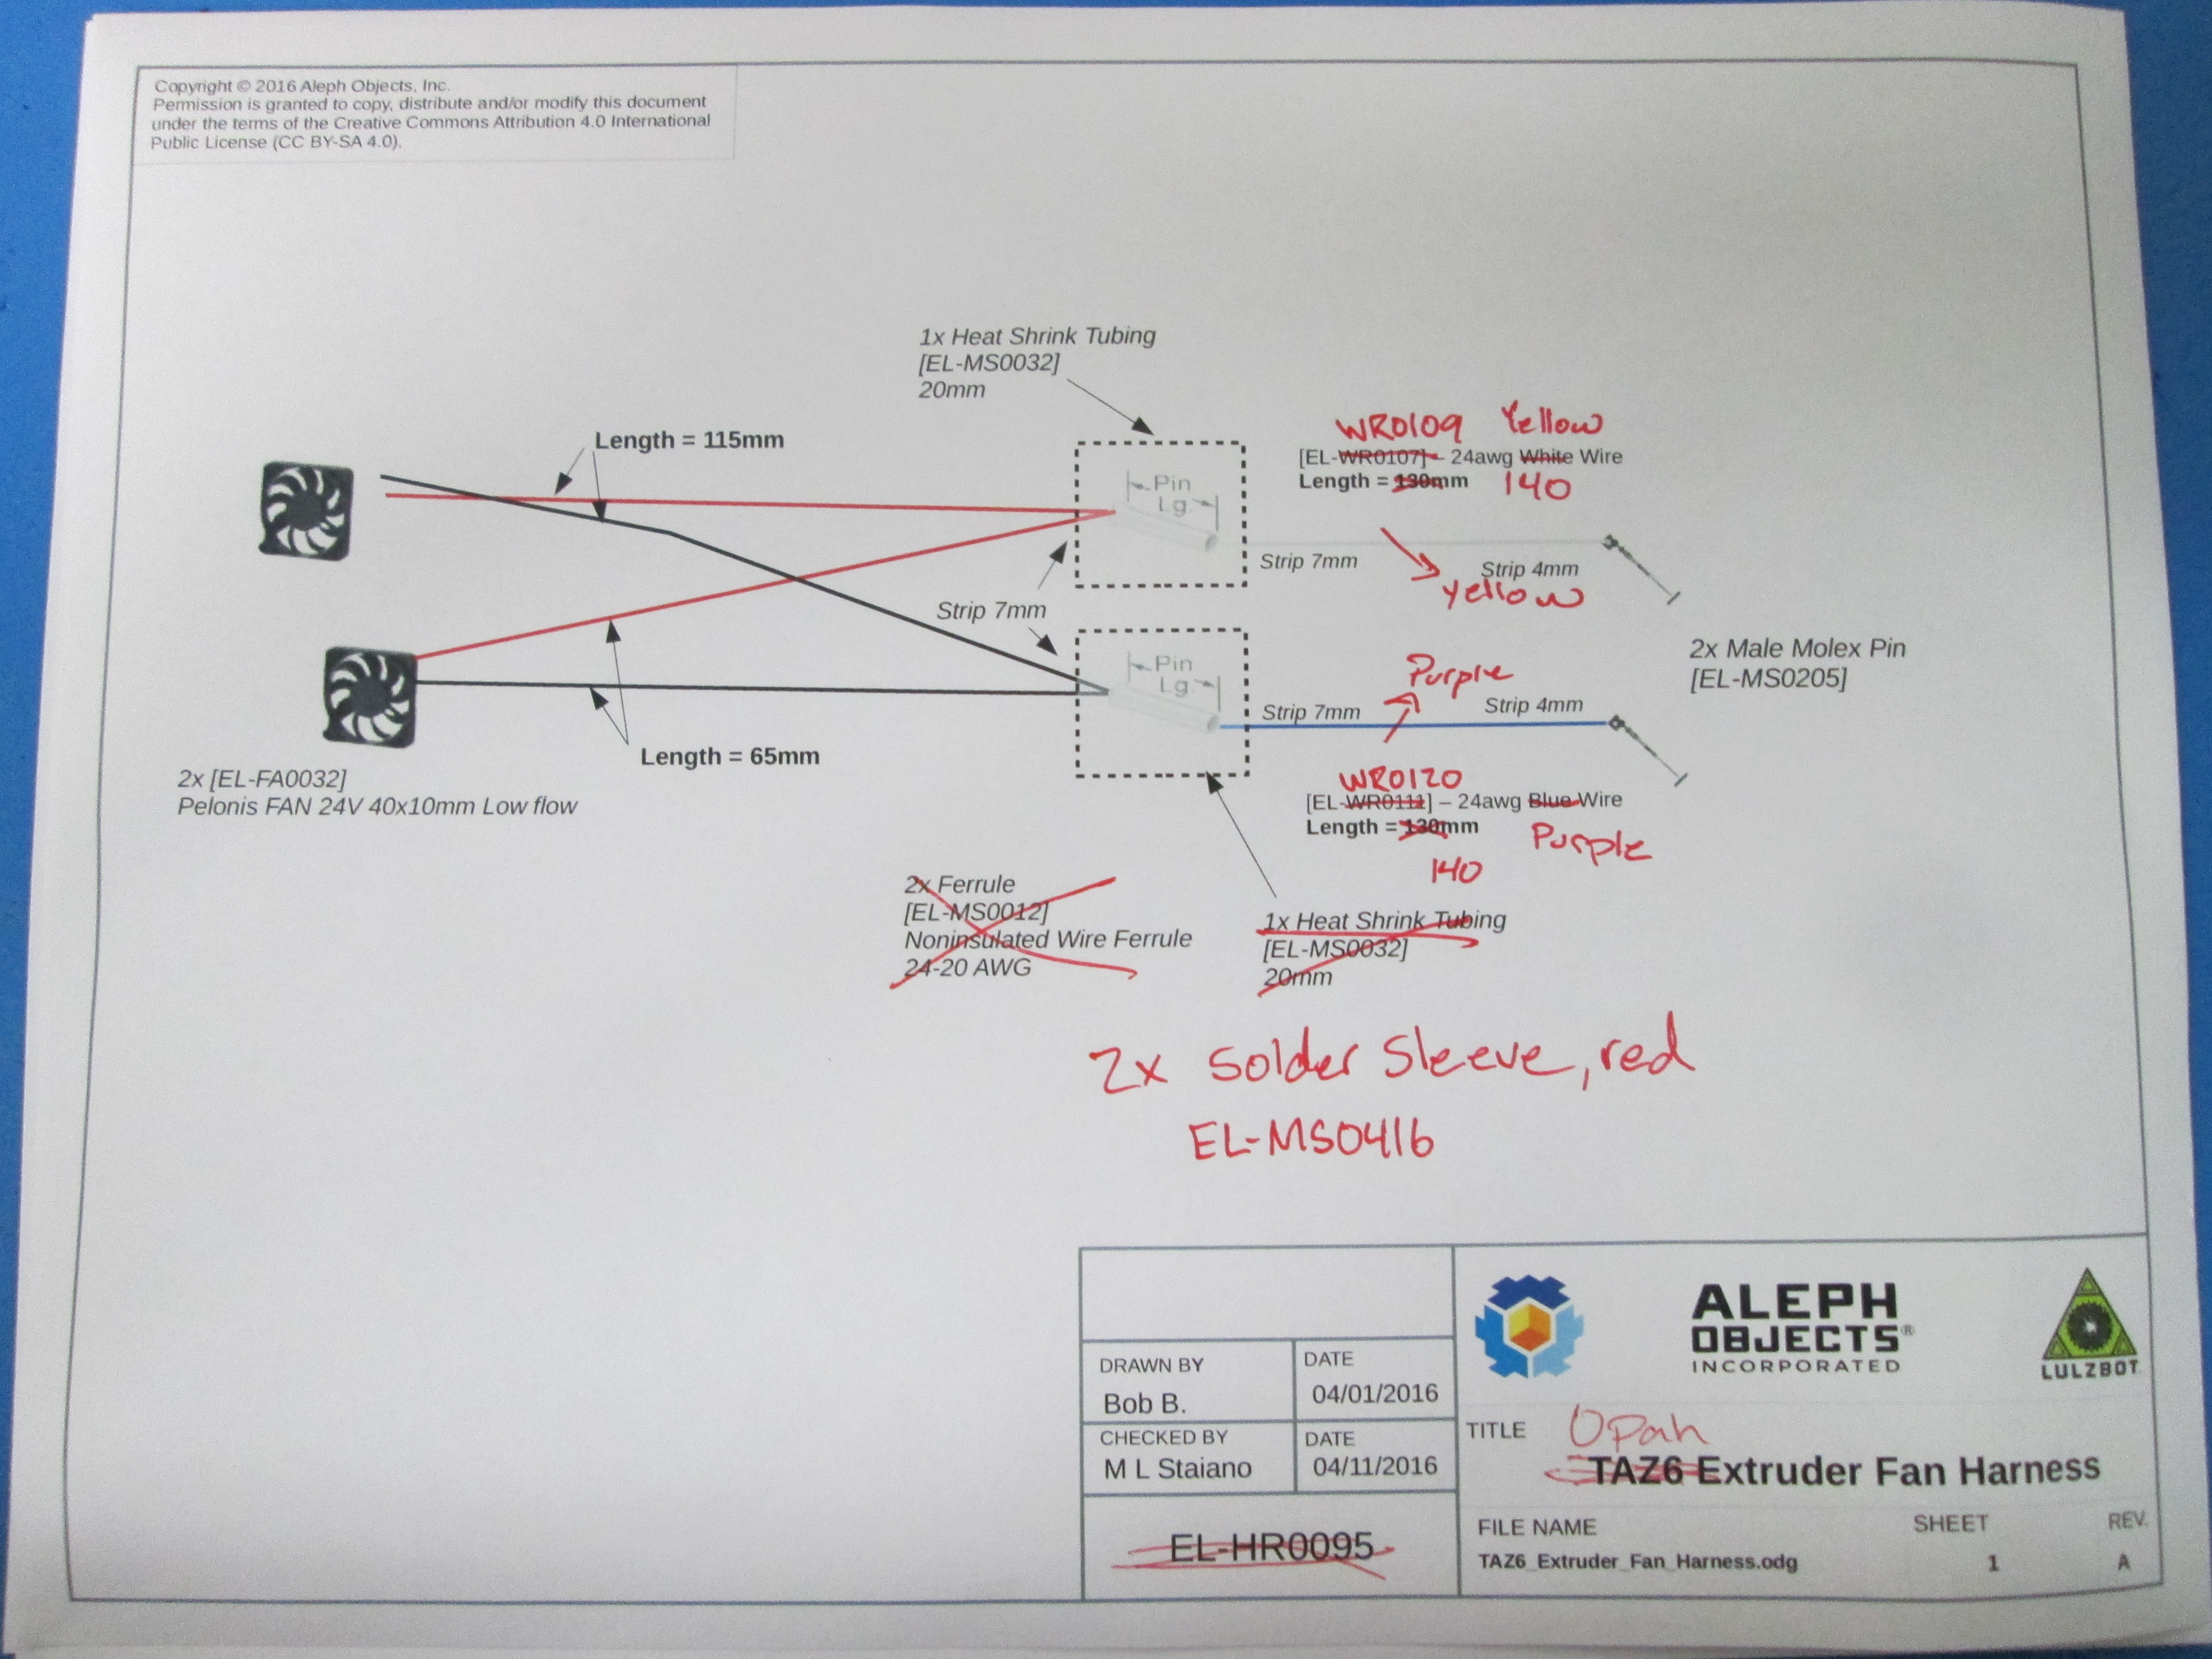 Copyright © 2016 Aleph Objects, Inc.
Permission is granted to copy, distribute and/or modify this document
under the terms of the Creative Commons Attribution 4.0 International
Public License (CC BY-SA 4.0).
1x Heat Shrink Tubing
[EL-MS0032]
20mm
Length = 115mm
WR0109 Yellow
[EL-WR0107] – 24awg White Wire
Length = 130mm 140
Pin
Lg
Strip 7mm
Strip 4mm
Yellow
Strip 7mm
2x Male Molex Pin
[EL-MS0205]
Pin
Lg
Purple
Strip 7mm
Strip 4mm
Length = 65mm
2x [EL-FA0032]
Pelonis FAN 24V 40x10mm Low flow
WR0120
[EL-WR0111] – 24awg Blue Wire
Length = 130mm Purple
140
2x Ferrule
[EL-MS0012]
Noninsulated Wire Ferrule
24-20 AWG
1x Heat Shrink Tubing
[EL-MS0032]
20mm
2x Solder Sleeve, red
EL-MS0416
ALEPH
OBJECTS®
INCORPORATED
LULZBOT
DRAWN BY
Bob B.
DATE
04/01/2016
CHECKED BY
M L Staiano
DATE
04/11/2016
EL-HR0095
TITLE
Opah
TAZ6 Extruder Fan Harness
FILE NAME
TAZ6_Extruder_Fan_Harness.odg
SHEET
1
REV.
A